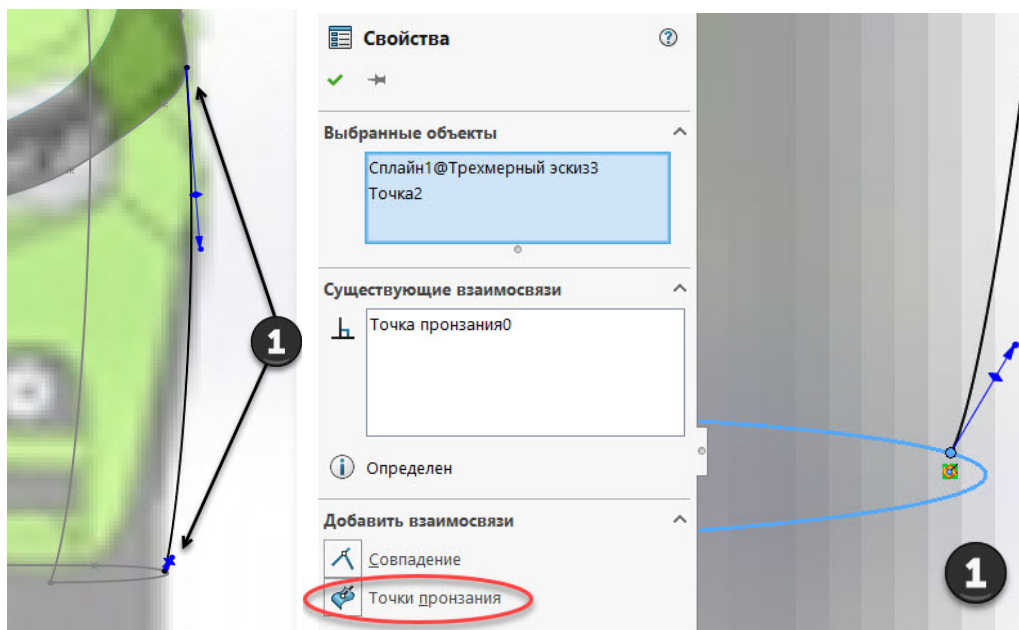 1
Свойства
?
Выбранные объекты
Сплайн1@Трехмерный эскиз3
Точка2
Существующие взаимосвязи
Точка пронзания0
Определен
Добавить взаимосвязи
Совпадение
Точки пронзания
1